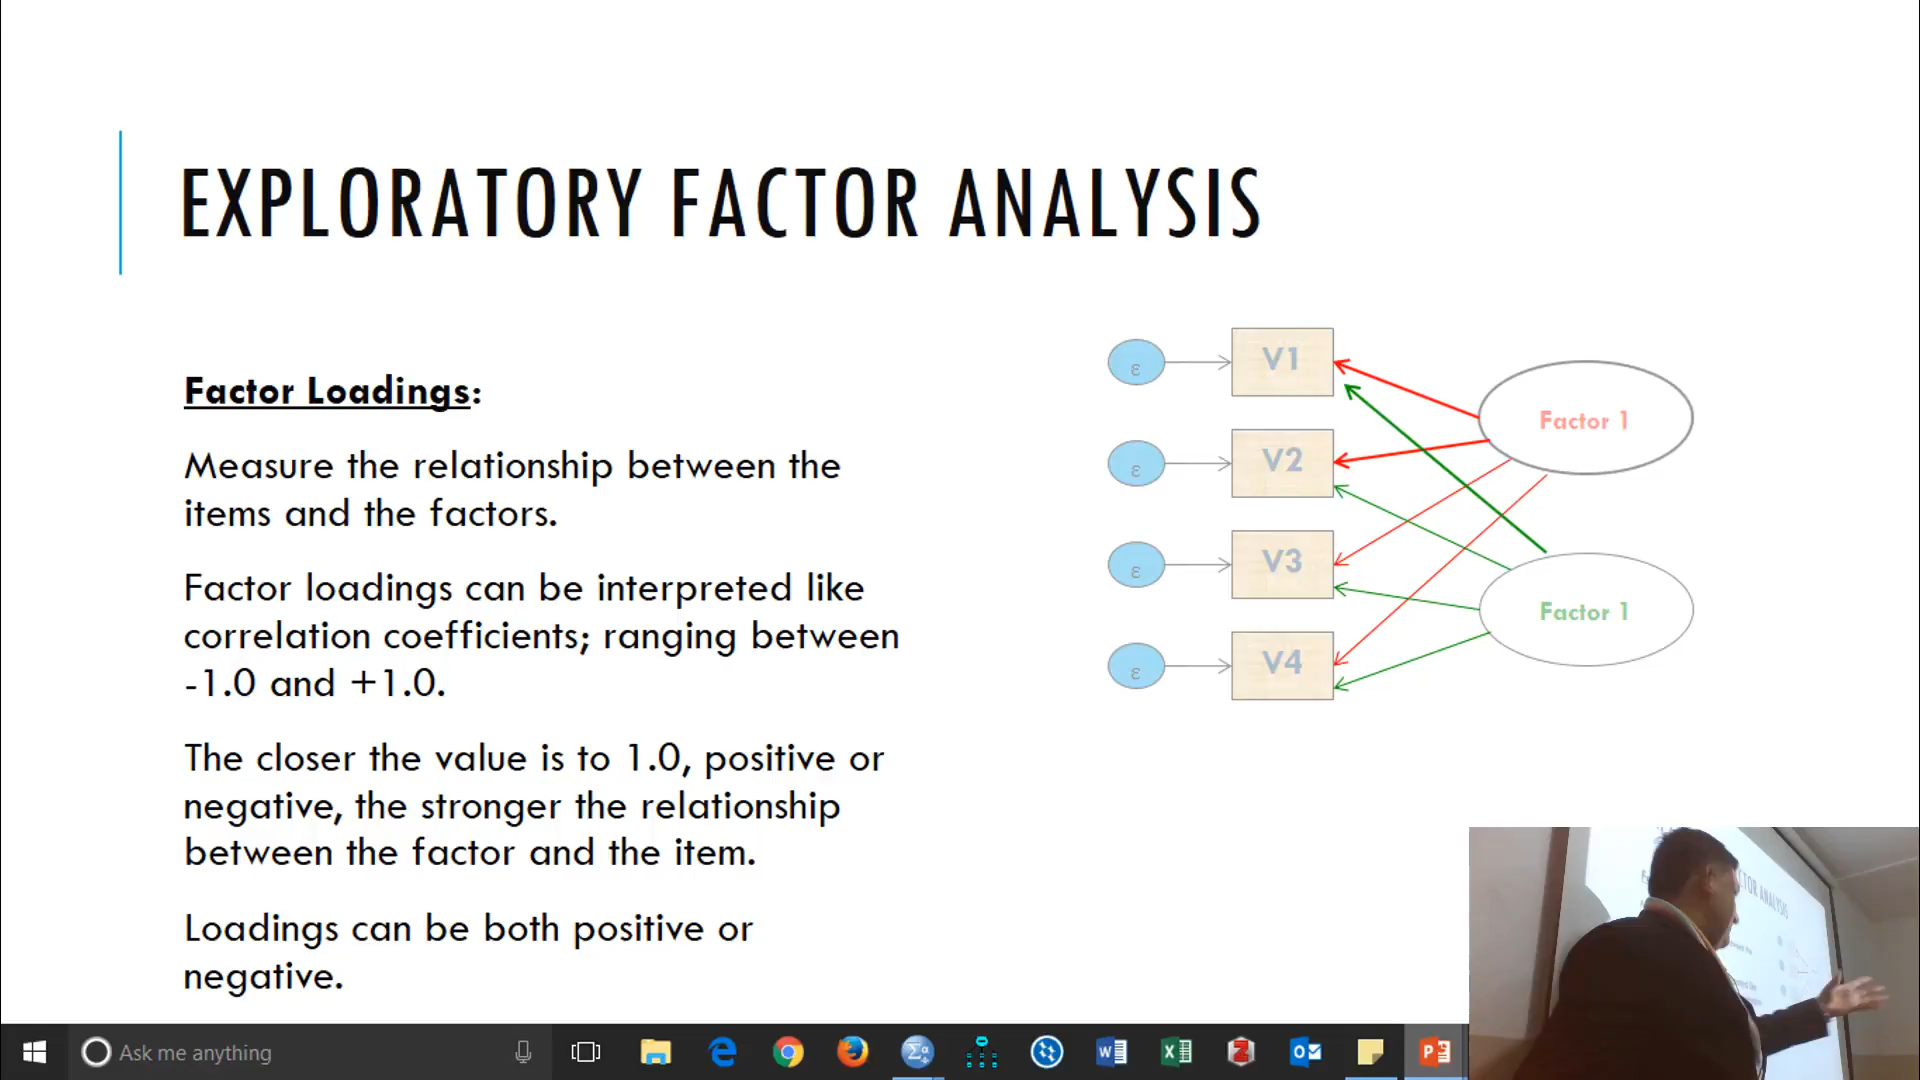 EXPLORATORY FACTOR ANALYSIS
Factor Loadings:
Measure the relationship between the
items and the factors.
Factor loadings can be interpreted like
correlation coefficients; ranging between
-1.0 and +1.0.
The closer the value is to 1.0, positive or
negative, the stronger the relationship
between the factor and the item.
Loadings can be both positive or
negative.
ε
V1
ε
V2
ε
V3
ε
V4
Factor 1
Factor 1
ANALYSIS
Ask me anything